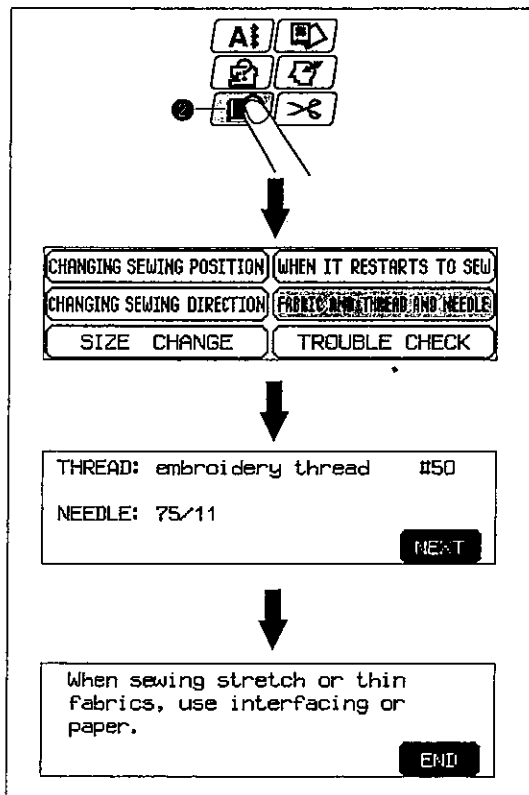 A
2
CHANGING SEWING POSITION WHEN IT RESTARTS TO SEW
CHANGING SEWING DIRECTION FABRIC AND THREAD AND NEEDLE
SIZE CHANGE TROUBLE CHECK
THREAD: embroidery thread #50
NEEDLE: 75/11
NEXT
When sewing stretch or thin
fabrics, use interfacing or
paper.
END